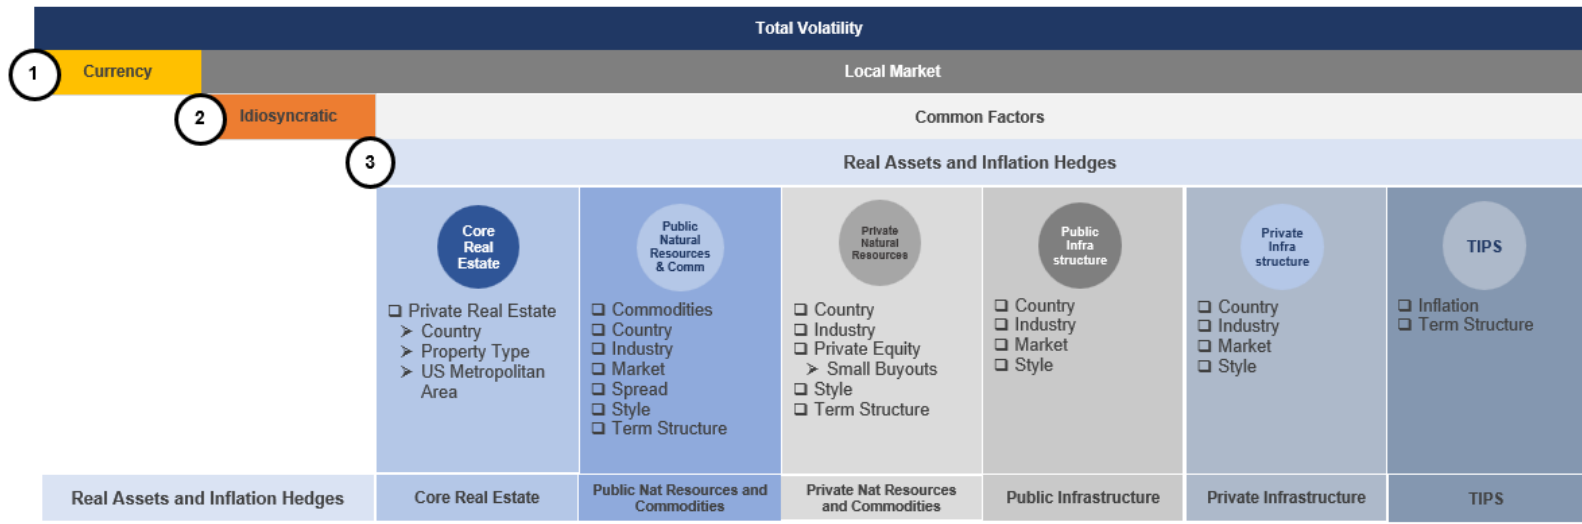 Total Volatility
1
Currency
Local Market
2
Idiosyncratic
Common Factors
3
Real Assets and Inflation Hedges
Core
Real
Estate
❑ Private Real Estate
➢ Country
➢ Property Type
➢ US Metropolitan
Area
Public
Natural
Resources
& Comm
❑ Commodities
❑ Country
❑ Industry
❑ Market
❑ Spread
❑ Style
❑ Term Structure
Private
Natural
Resources
❑ Country
❑ Industry
❑ Private Equity
➢ Small Buyouts
❑ Style
❑ Term Structure
Public
Infra
structure
❑ Country
❑ Industry
❑ Market
❑ Style
Private
Infra
structure
❑ Country
❑ Industry
❑ Market
❑ Style
TIPS
❑ Inflation
❑ Term Structure
Real Assets and Inflation Hedges
Core Real Estate
Public Nat Resources and
Commodities
Private Nat Resources
and Commodities
Public Infrastructure
Private Infrastructure
TIPS